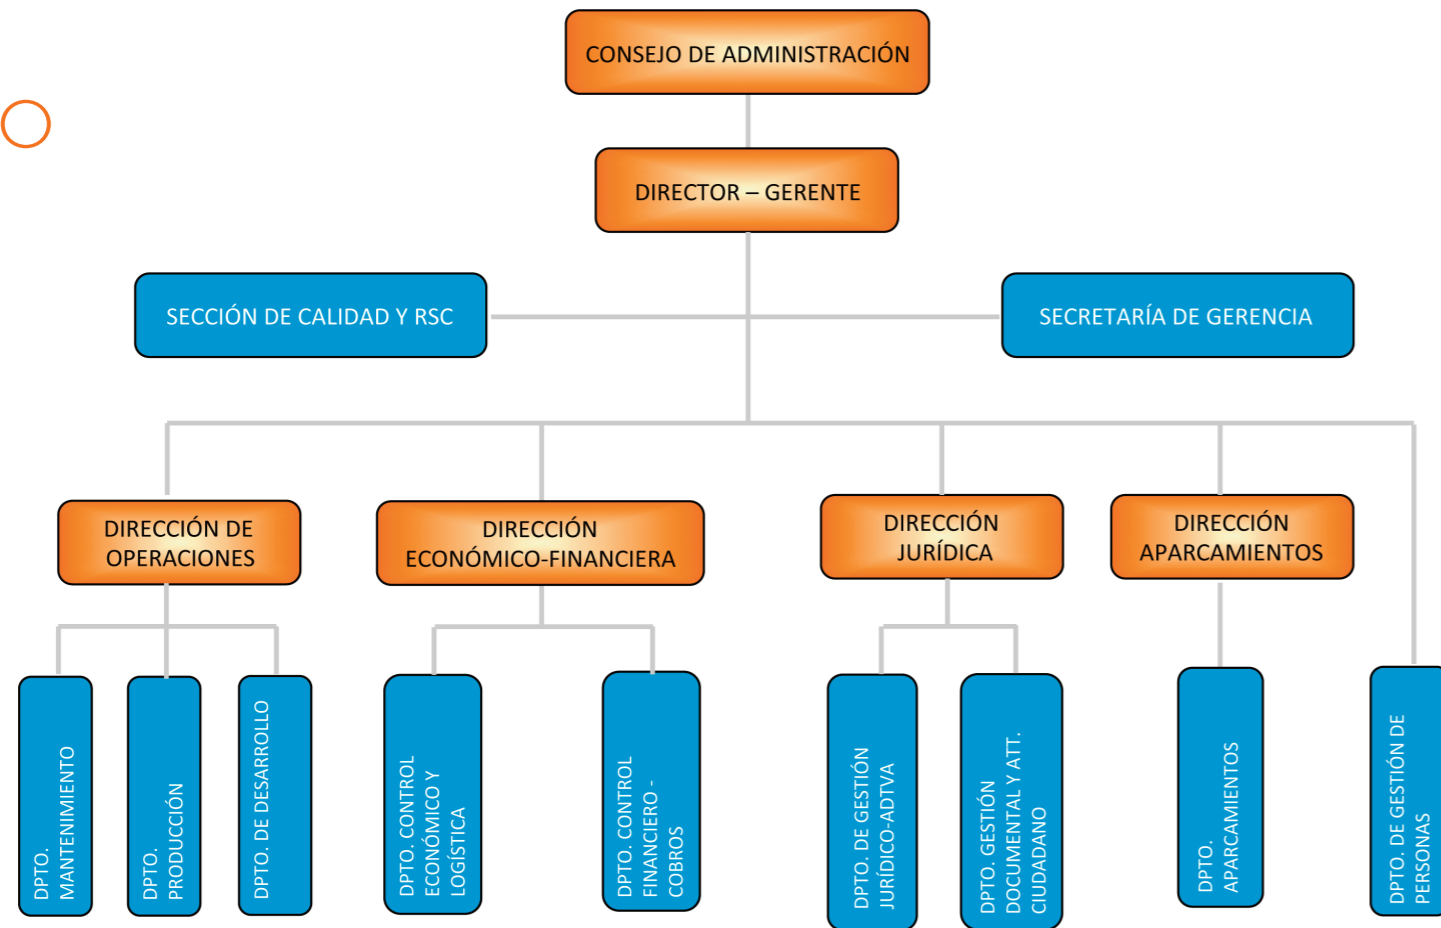 CONSEJO DE ADMINISTRACIÓN
DIRECTOR – GERENTE
SECCIÓN DE CALIDAD Y RSC
SECRETARÍA DE GERENCIA
DIRECCIÓN DE
OPERACIONES
DIRECCIÓN
ECONÓMICO-FINANCIERA
DIRECCIÓN
JURÍDICA
DIRECCIÓN
APARCAMIENTOS
DPTO.
MANTENIMIENTO
DPTO.
PRODUCCIÓN
DPTO. DE DESARROLLO
DPTO. CONTROL
ECONÓMICO Y
LOGÍSTICA
DPTO. CONTROL
FINANCIERO -
COBROS
DPTO. DE GESTIÓN
JURÍDICO-ADTVA
DPTO. GESTIÓN
DOCUMENTAL Y ATT.
CIUDADANO
DPTO.
APARCAMIENTOS
DPTO. DE GESTIÓN DE
PERSONAS